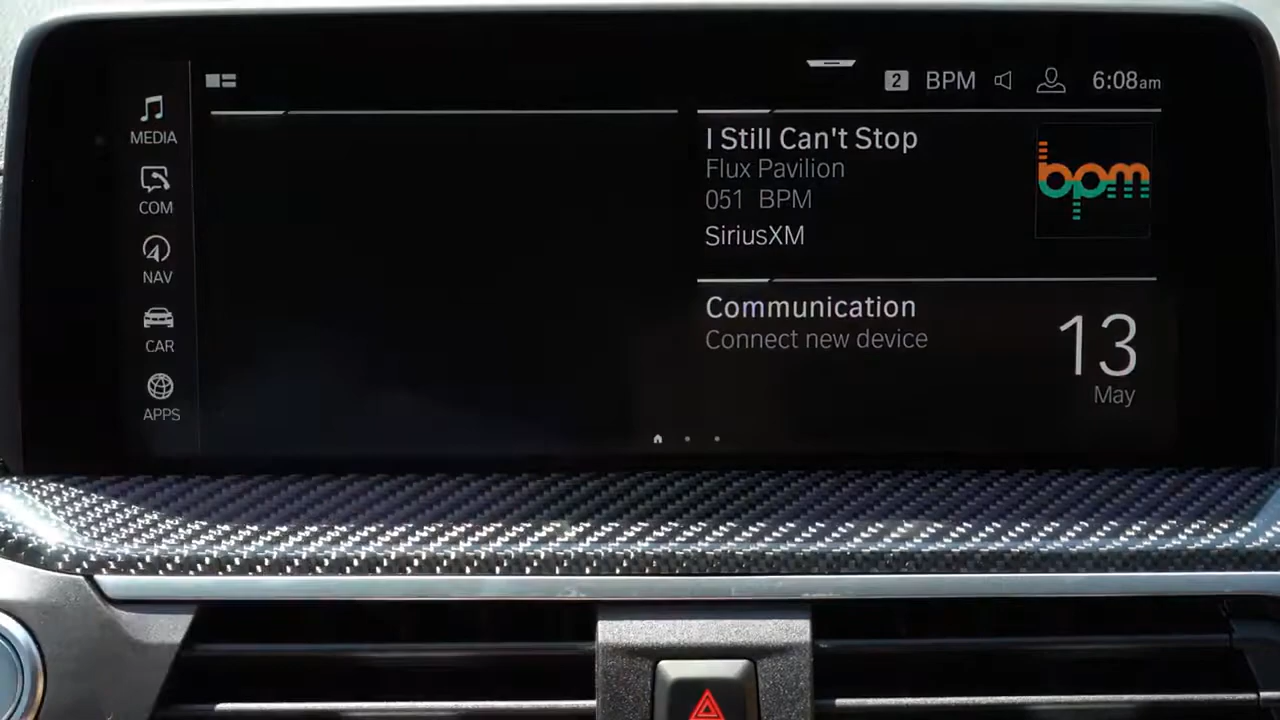 2 BPM 6:08am
MEDIA
COM
NAV
CAR
APPS
I Still Can't Stop
Flux Pavilion
051 BPM
SiriusXM
bpm
Communication
Connect new device
13
May